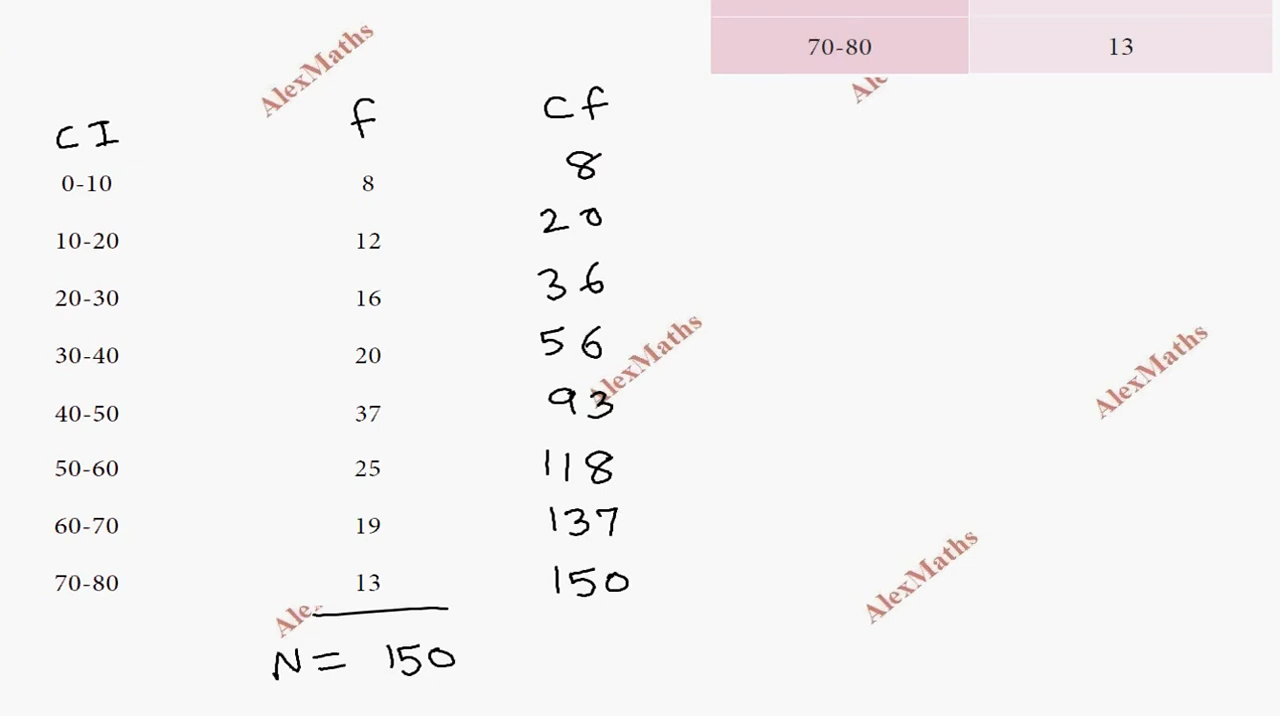 70-80 13
AlexMaths
CI f cf
0-10 8 8
10-20 12 20
20-30 16 36
30-40 20 56
AlexMaths
AlexMaths
40-50 37 93
50-60 25 118
60-70 19 137
AlexMaths
70-80 13 150
N = 150